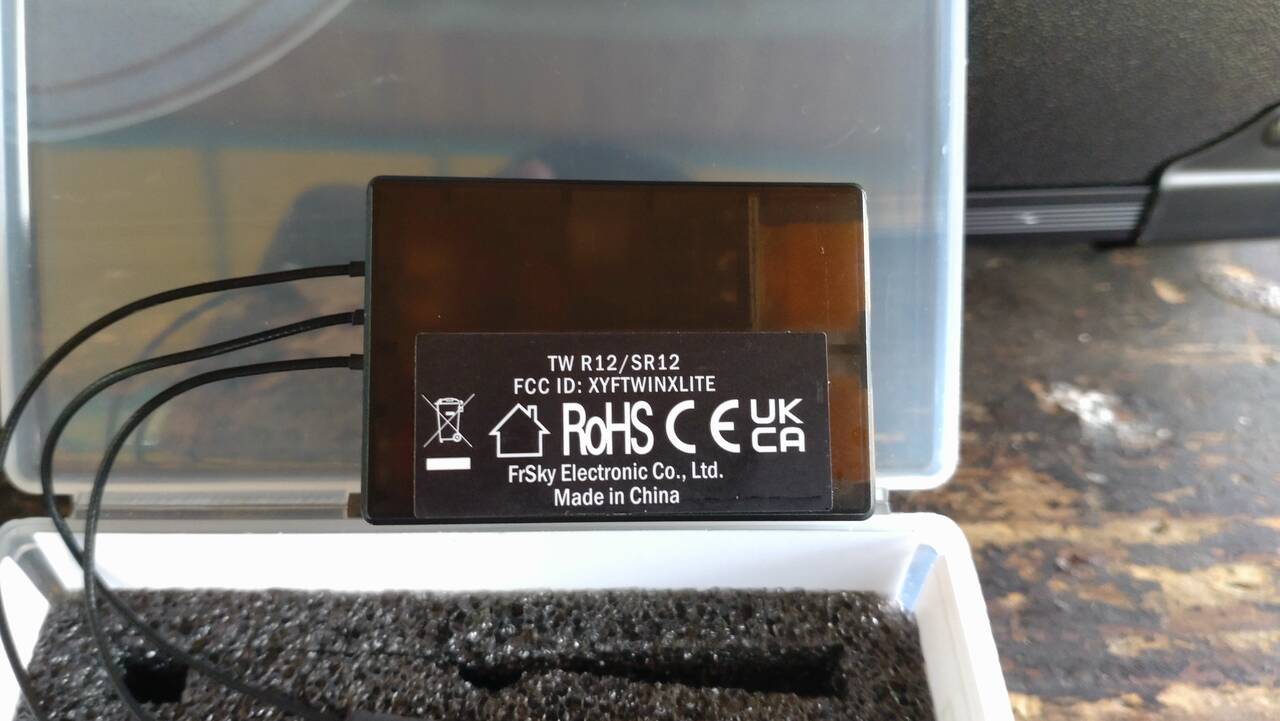 TW R12/SR12
FCC ID: XYFTWINXLITE
RoHS CE UK
CA
FrSky Electronic Co., Ltd.
Made in China